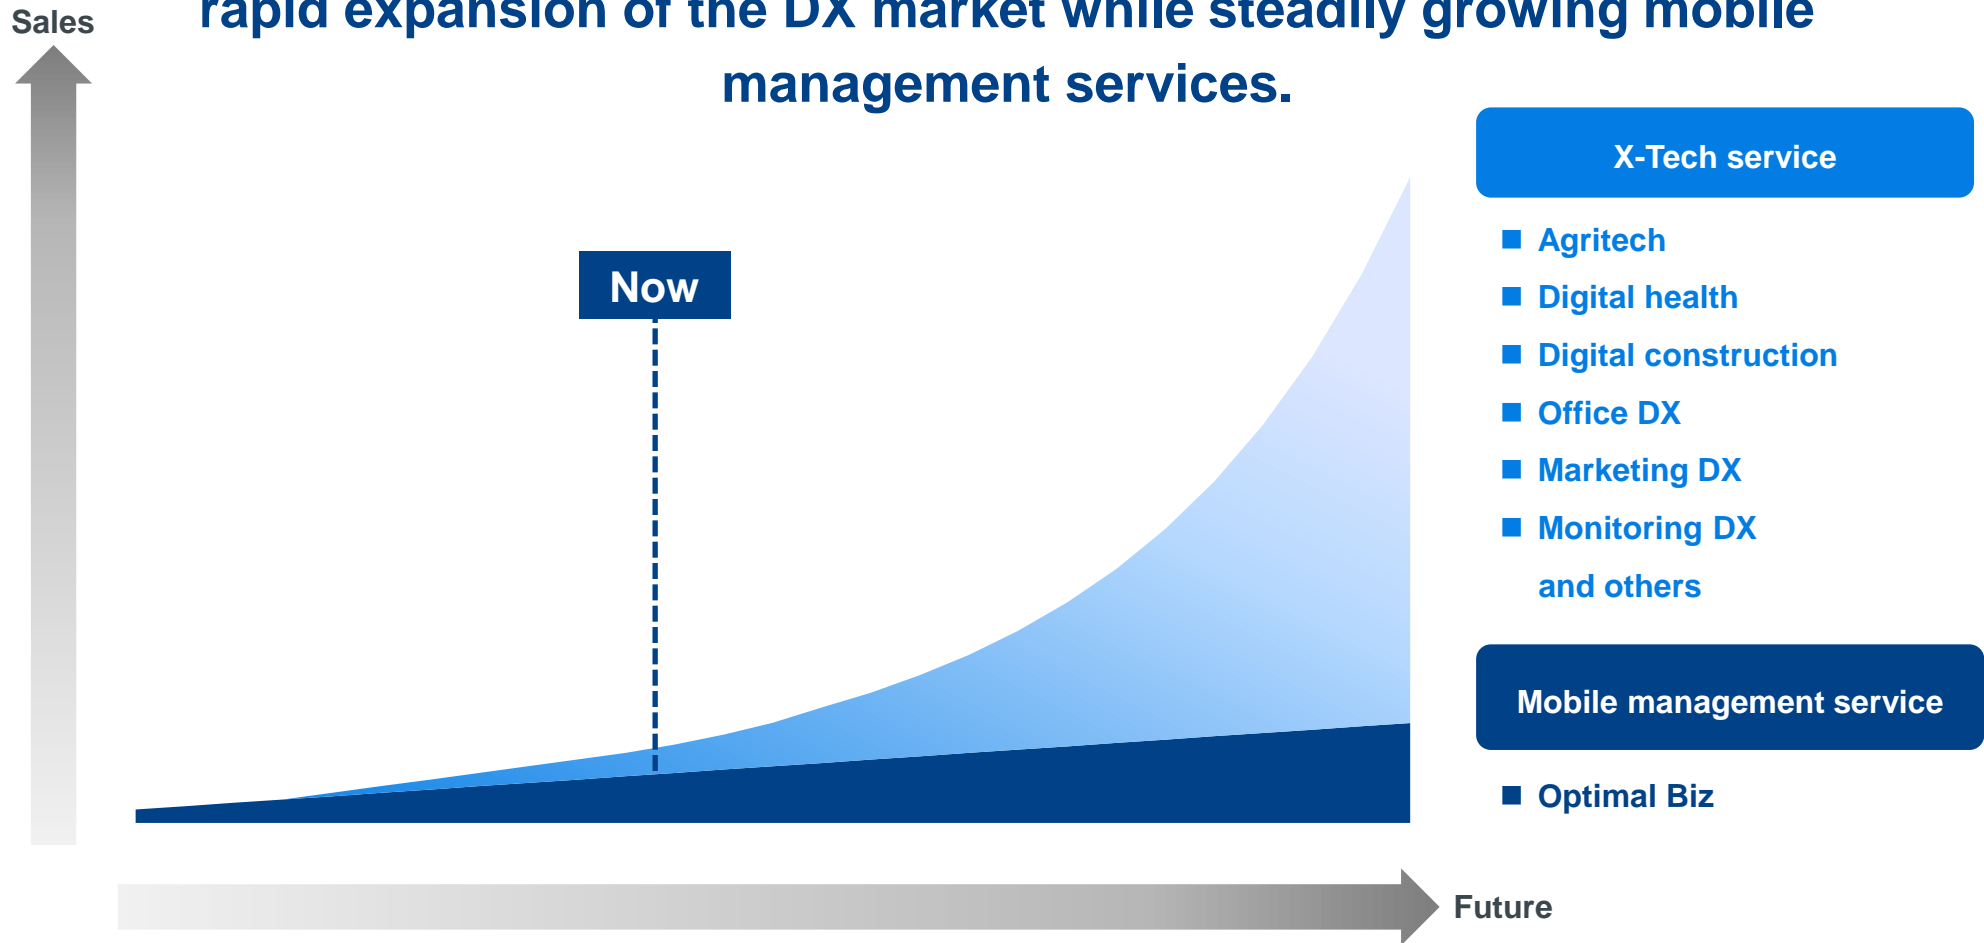 rapid expansion of the DX market while steadily growing mobile
management services.
Sales
Now
X-Tech service
■ Agritech
■ Digital health
■ Digital construction
■ Office DX
■ Marketing DX
■ Monitoring DX
and others
Mobile management service
■ Optimal Biz
Future